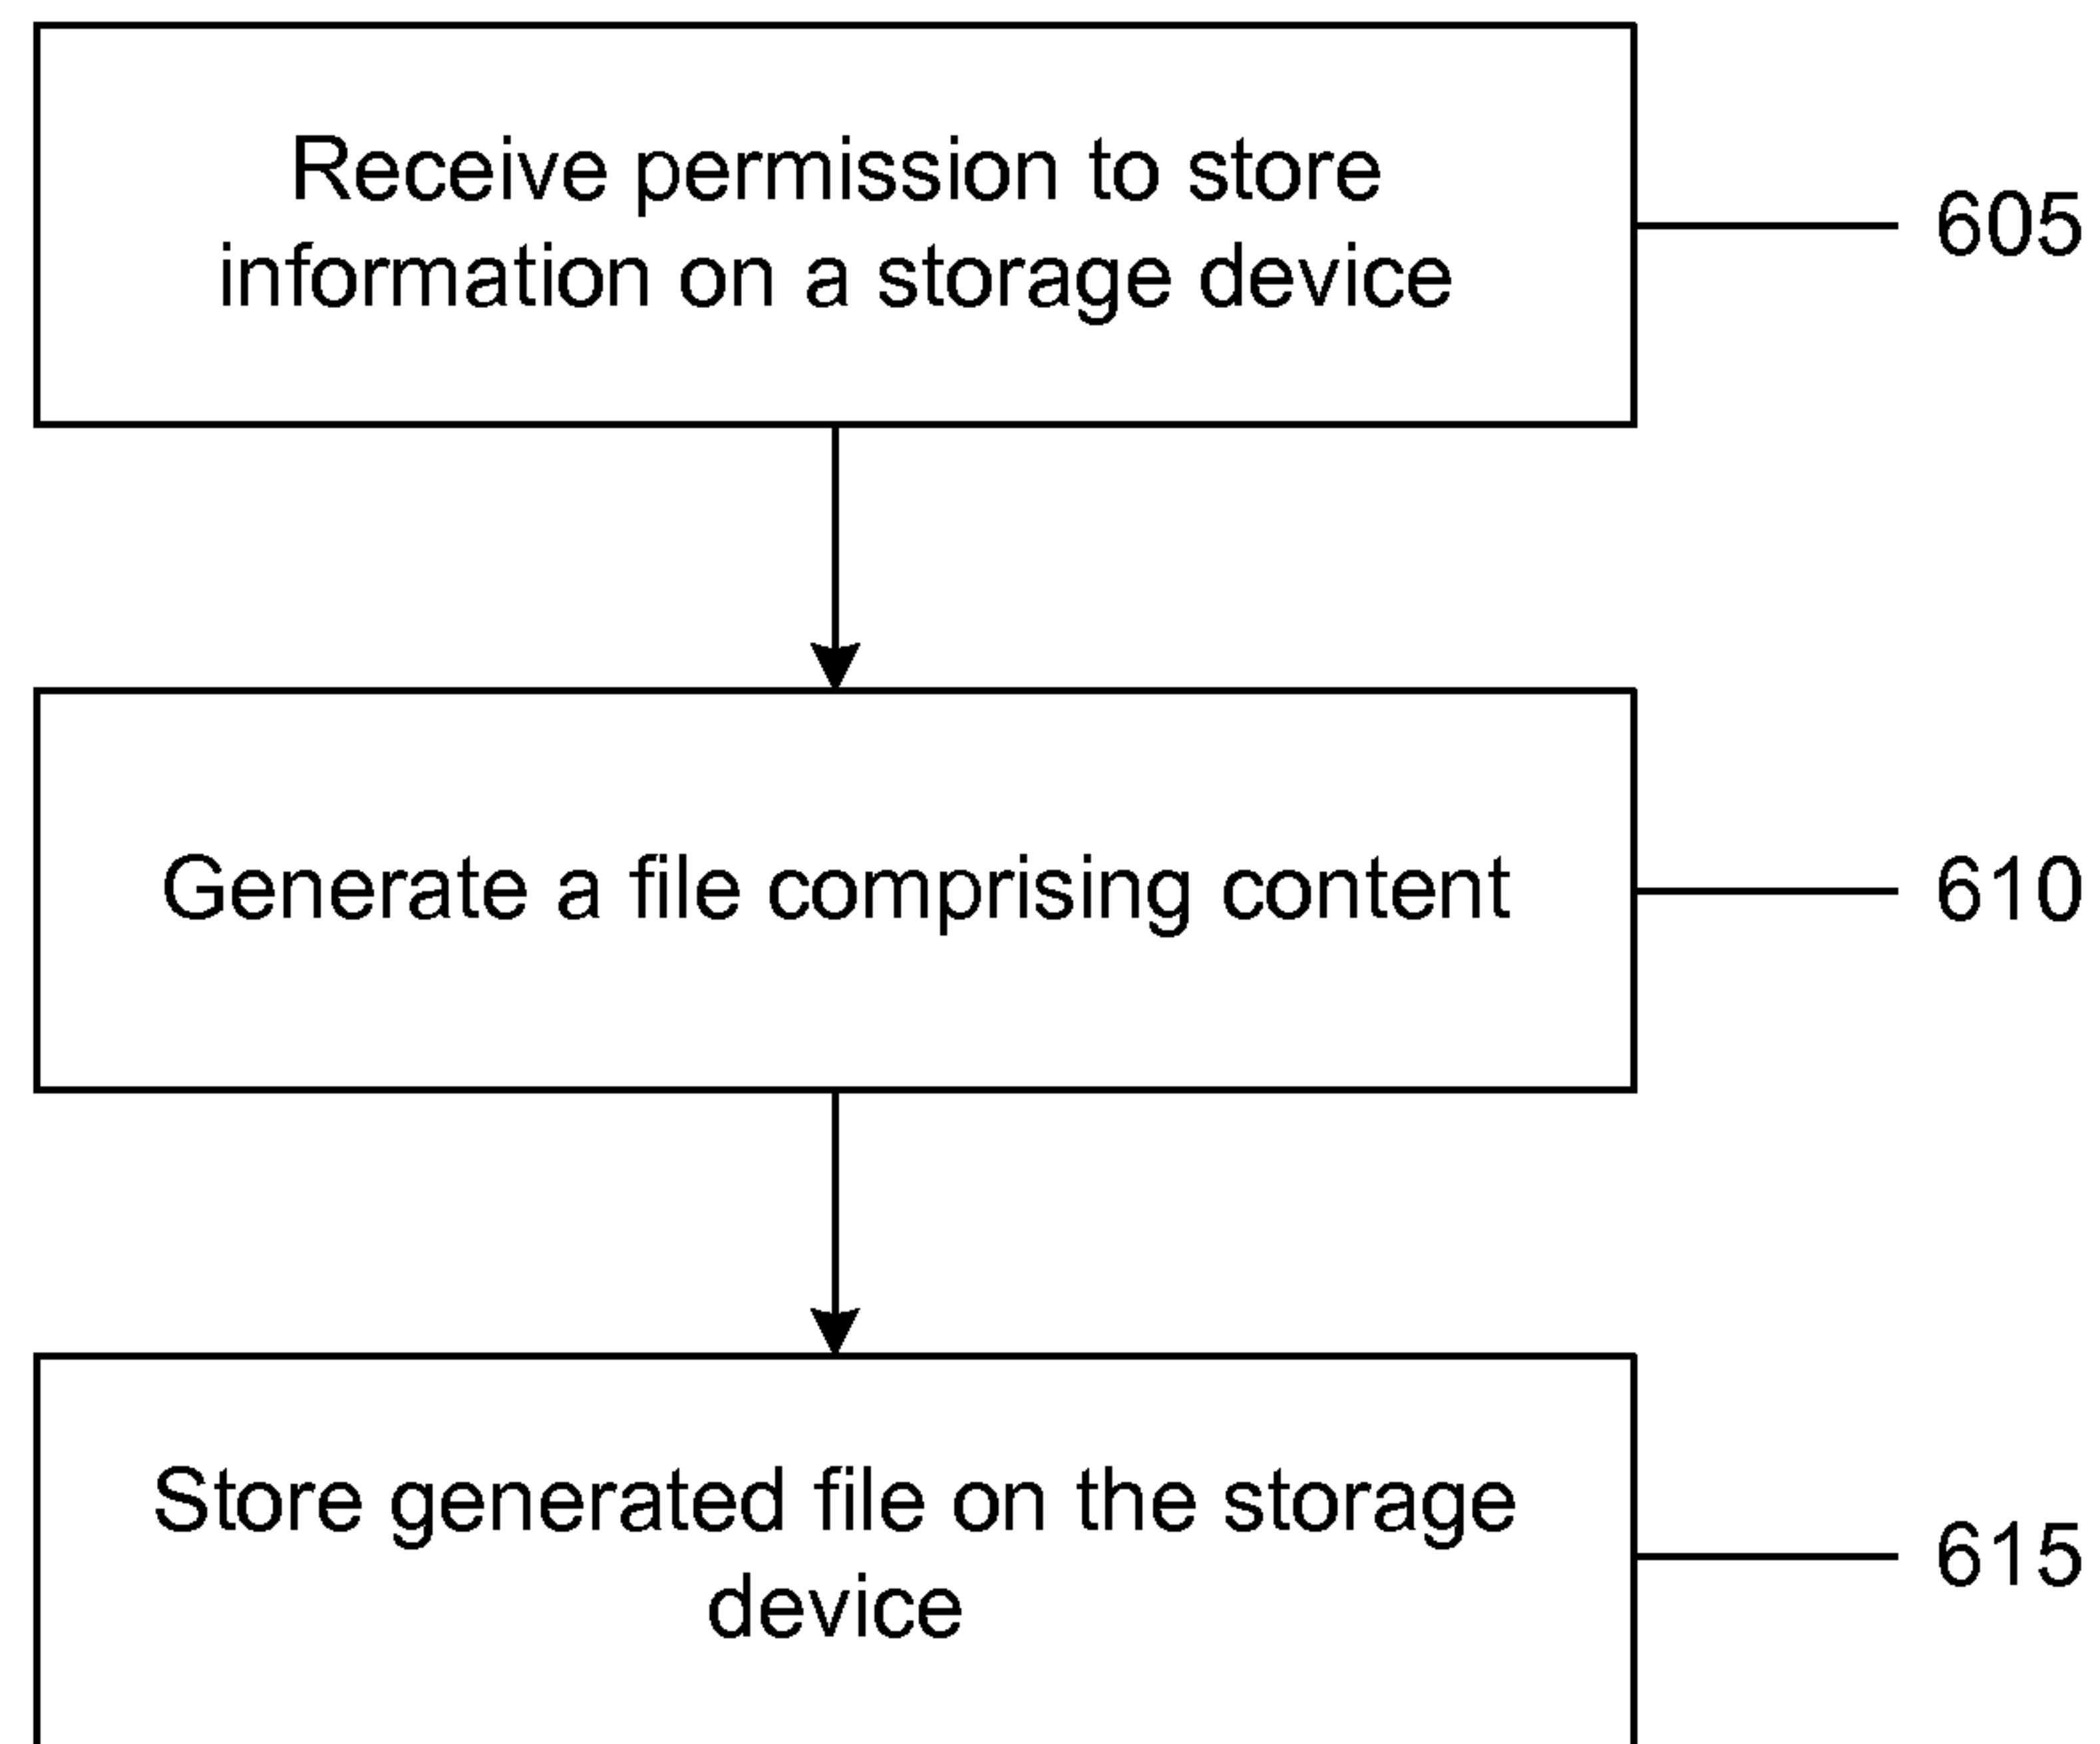 Receive permission to store
information on a storage device
605
Generate a file comprising content
610
Store generated file on the storage
device
615